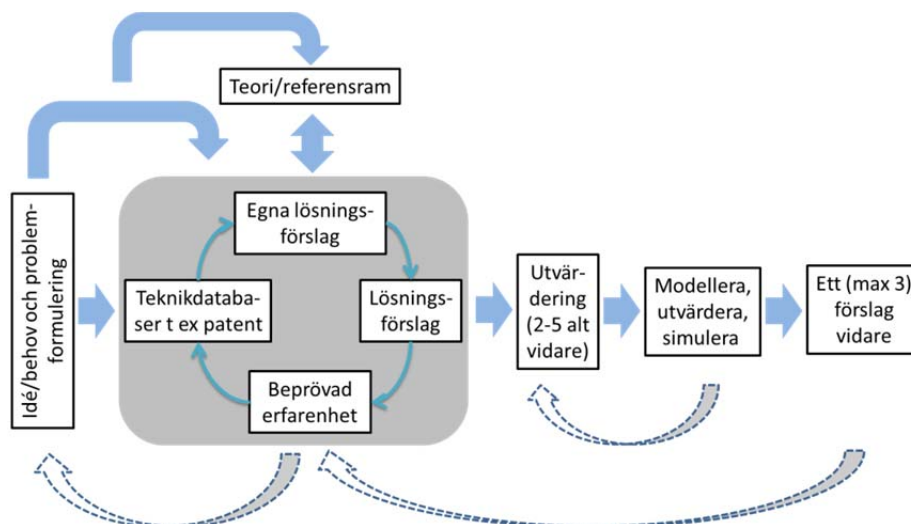 Teori/referensram
Idé/behov och problem-
formulering
Egna lösnings-
förslag
Teknikdataba-
ser t ex patent
Lösnings-
förslag
Beprövad
erfarenhet
Utvär-
dering
(2-5 alt
vidare)
Modellera,
utvärdera,
simulera
Ett (max 3)
förslag
vidare